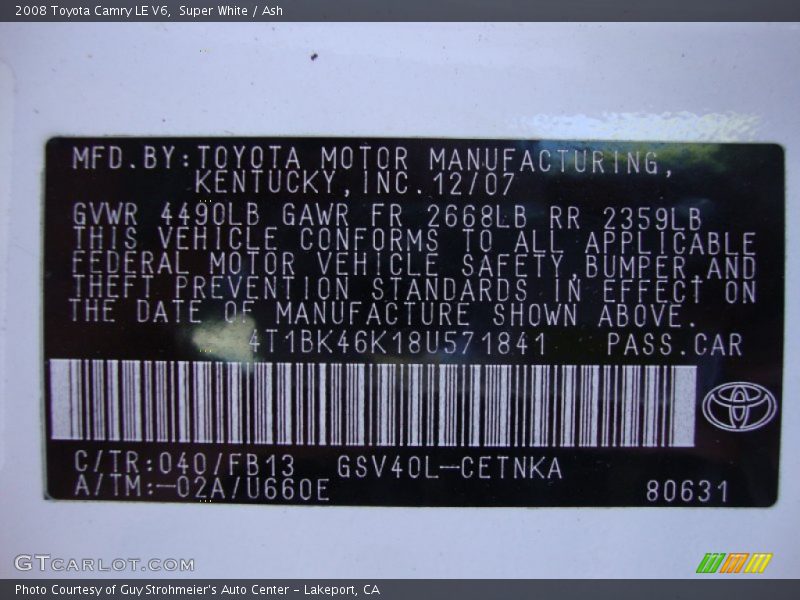 2008 Toyota Camry LE V6,  Super White / Ash
MFD.BY:TOYOTA MOTOR MANUFACTURING,
KENTUCKY,INC.12/07
GVWR 4490LB GAWR FR 2668LB RR 2359LB
THIS VEHICLE CONFORMS TO ALL APPLICABLE
FEDERAL MOTOR VEHICLE SAFETY,BUMPER,AND
THEFT PREVENTION STANDARDS IN EFFECT ON
THE DATE OF MANUFACTURE SHOWN ABOVE.
4T1BK46K18U571841 PASS.CAR
C/TR:040/FB13 GSV40L-CETNKA
A/TM:-02A/U660E 80631
GTCARLOT.COM
Photo Courtesy of Guy Strohmeier's Auto Center - Lakeport, CA